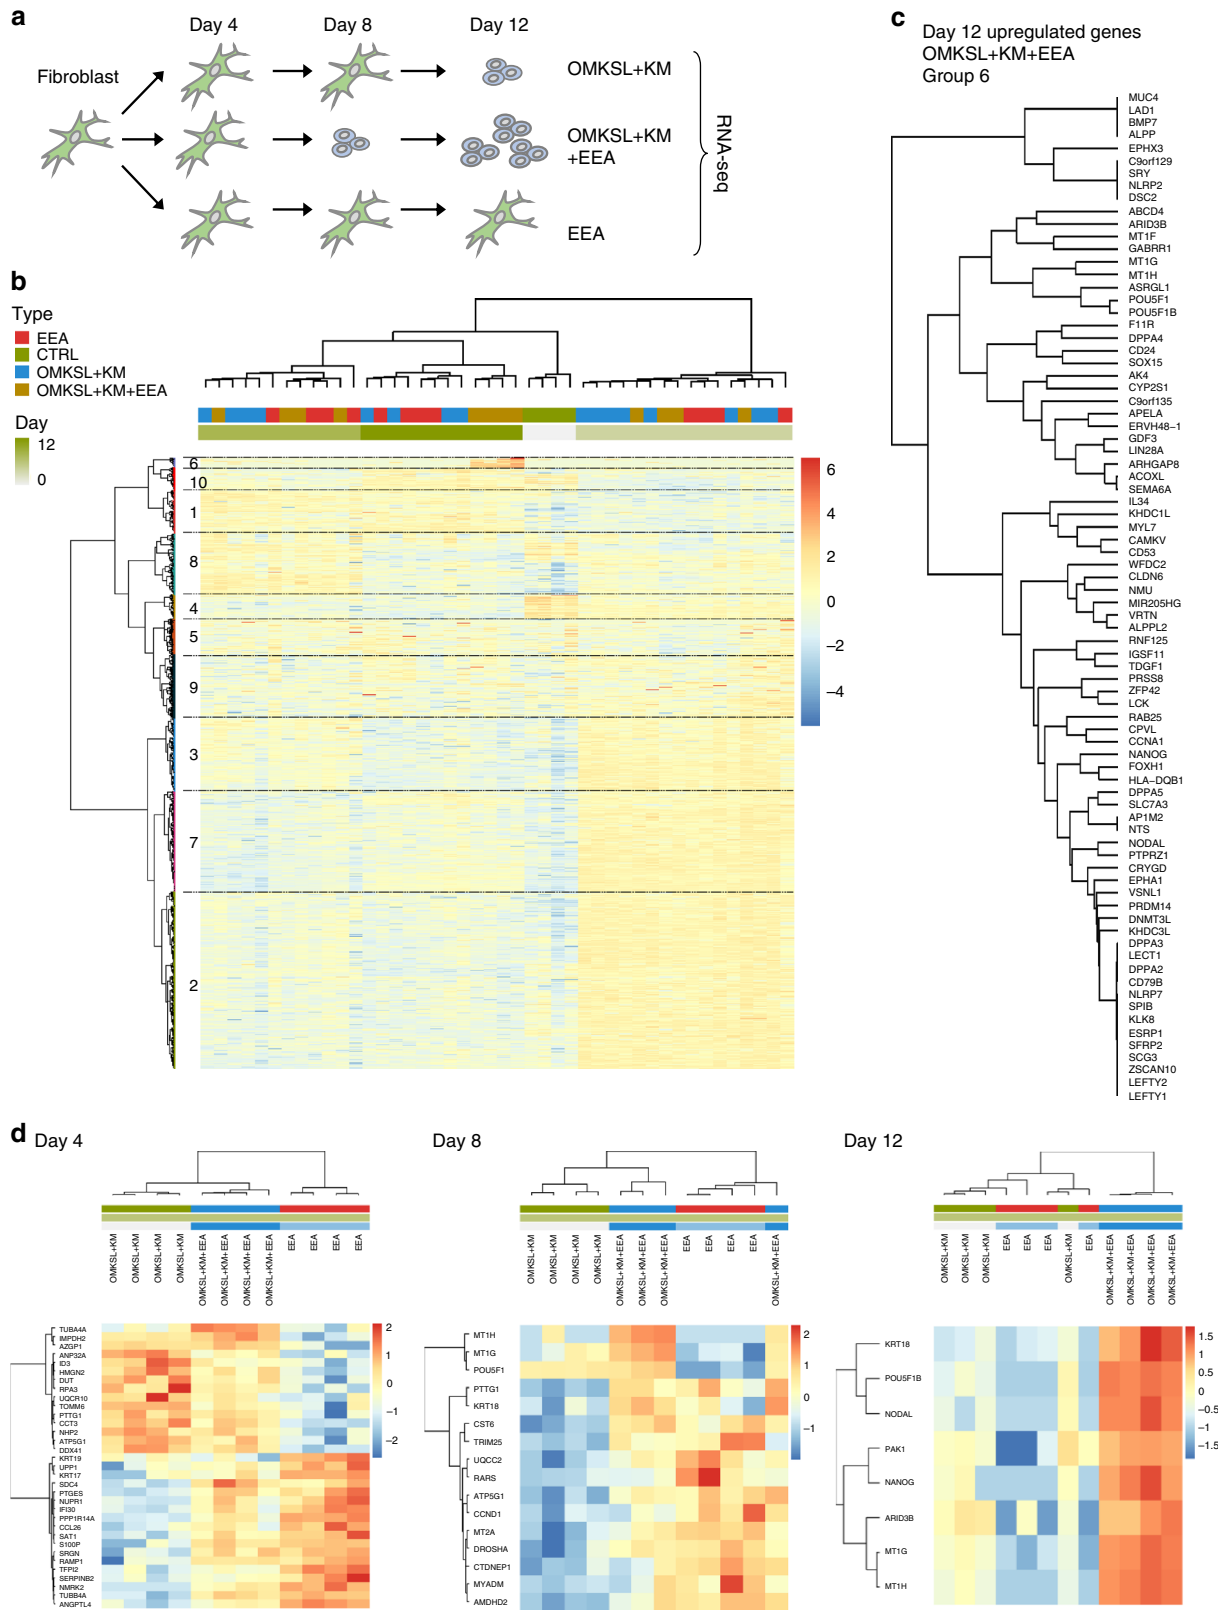 a
Day 4
Day 8
Day 12
Fibroblast
OMKSL+KM
OMKSL+KM
+EEA
EEA
RNA-seq
b
Type
EEA
CTRL
OMKSL+KM
OMKSL+KM+EEA
Day
12
0
6
10
1
8
4
5
9
3
7
2
6
4
2
0
−2
−4
c
Day 12 upregulated genes
OMKSL+KM+EEA
Group 6
MUC4
LAD1
BMP7
ALPP
EPHX3
C9orf129
SRY
NLRP2
DSC2
ABCD4
ARID3B
MT1F
GABRR1
MT1G
MT1H
ASRGL1
POU5F1
POU5F1B
F11R
DPPA4
CD24
SOX15
AK4
CYP2S1
C9orf135
APELA
ERVH48−1
GDF3
LIN28A
ARHGAP8
ACOXL
SEMA6A
IL34
KHDC1L
MYL7
CAMKV
CD53
WFDC2
CLDN6
NMU
MIR205HG
VRTN
ALPPL2
RNF125
IGSF11
TDGF1
PRSS8
ZFP42
LCK
RAB25
CPVL
CCNA1
NANOG
FOXH1
HLA−DQB1
DPPA5
SLC7A3
AP1M2
NTS
NODAL
PTPRZ1
CRYGD
EPHA1
VSNL1
PRDM14
DNMT3L
KHDC3L
DPPA3
LECT1
DPPA2
CD79B
NLRP7
SPIB
KLK8
ESRP1
SFRP2
SCG3
ZSCAN10
LEFTY2
LEFTY1
d
Day 4
OMKSL+KM
OMKSL+KM
OMKSL+KM
OMKSL+KM
OMKSL+KM+EEA
OMKSL+KM+EEA
OMKSL+KM+EEA
OMKSL+KM+EEA
EEA
EEA
EEA
EEA
TUBA4A
IMPDH2
AZGP1
ANP32A
ID3
HMGN2
DUT
RPA3
UQCR10
TOMM6
PTTG1
CCT3
NHP2
ATP5G1
DDX41
KRT19
UPP1
KRT17
SDC4
PTGES
NUPR1
IFI30
PPP1R14A
CCL26
SAT1
S100P
SRGN
RAMP1
TFPI2
SERPINB2
NMRK2
TUBB4A
ANGPTL4
2
1
0
−1
−2
Day 8
OMKSL+KM
OMKSL+KM
OMKSL+KM
OMKSL+KM
OMKSL+KM+EEA
OMKSL+KM+EEA
OMKSL+KM+EEA
EEA
EEA
EEA
EEA
OMKSL+KM+EEA
MT1H
MT1G
POU5F1
PTTG1
KRT18
CST6
TRIM25
UQCC2
RARS
ATP5G1
CCND1
MT2A
DROSHA
CTDNEP1
MYADM
AMDHD2
2
1
0
−1
Day 12
OMKSL+KM
OMKSL+KM
OMKSL+KM
EEA
EEA
EEA
OMKSL+KM
EEA
OMKSL+KM+EEA
OMKSL+KM+EEA
OMKSL+KM+EEA
OMKSL+KM+EEA
KRT18
POU5F1B
NODAL
PAK1
NANOG
ARID3B
MT1G
MT1H
1.5
1
0.5
0
−0.5
−1
−1.5